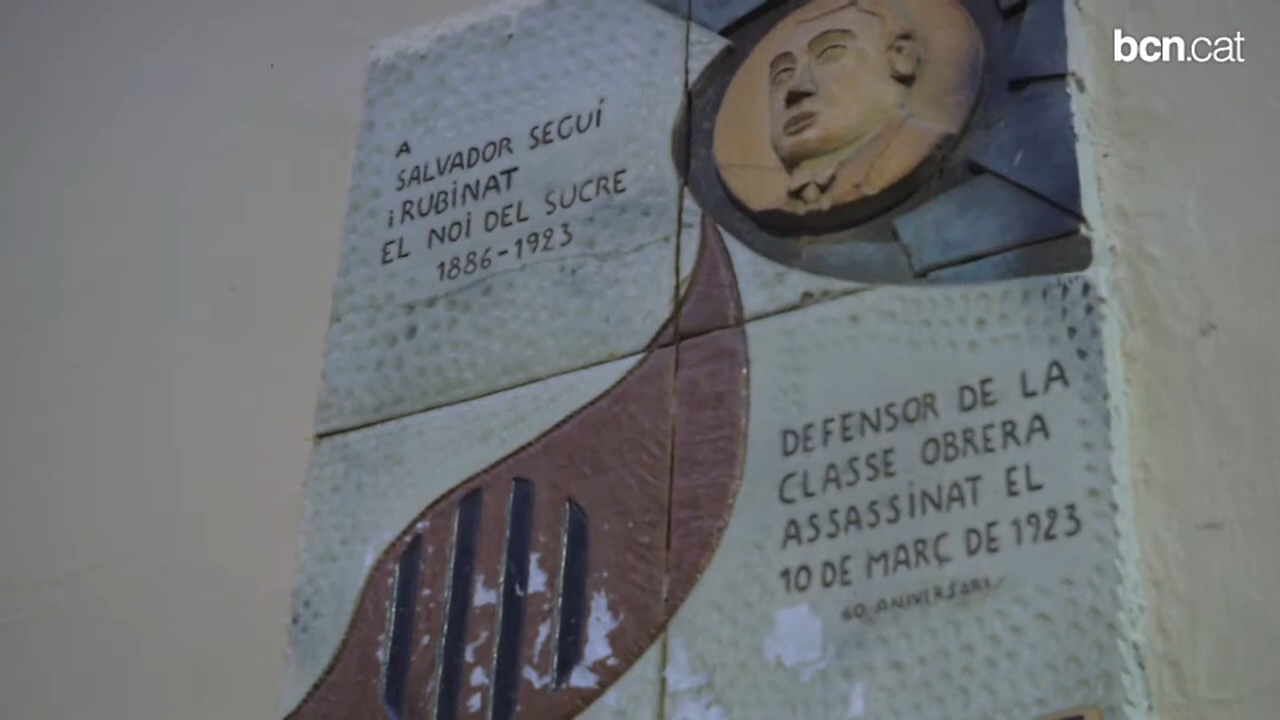 bcn.cat
A
SALVADOR SEGUÍ
i RUBiNAT
EL NOi DEL SUCRE
1886-1923
DEFENSOR DE LA
CLASSE OBRERA
ASSASSiNAT EL
10 DE MARÇ DE 1923
60 ANIVERSARI